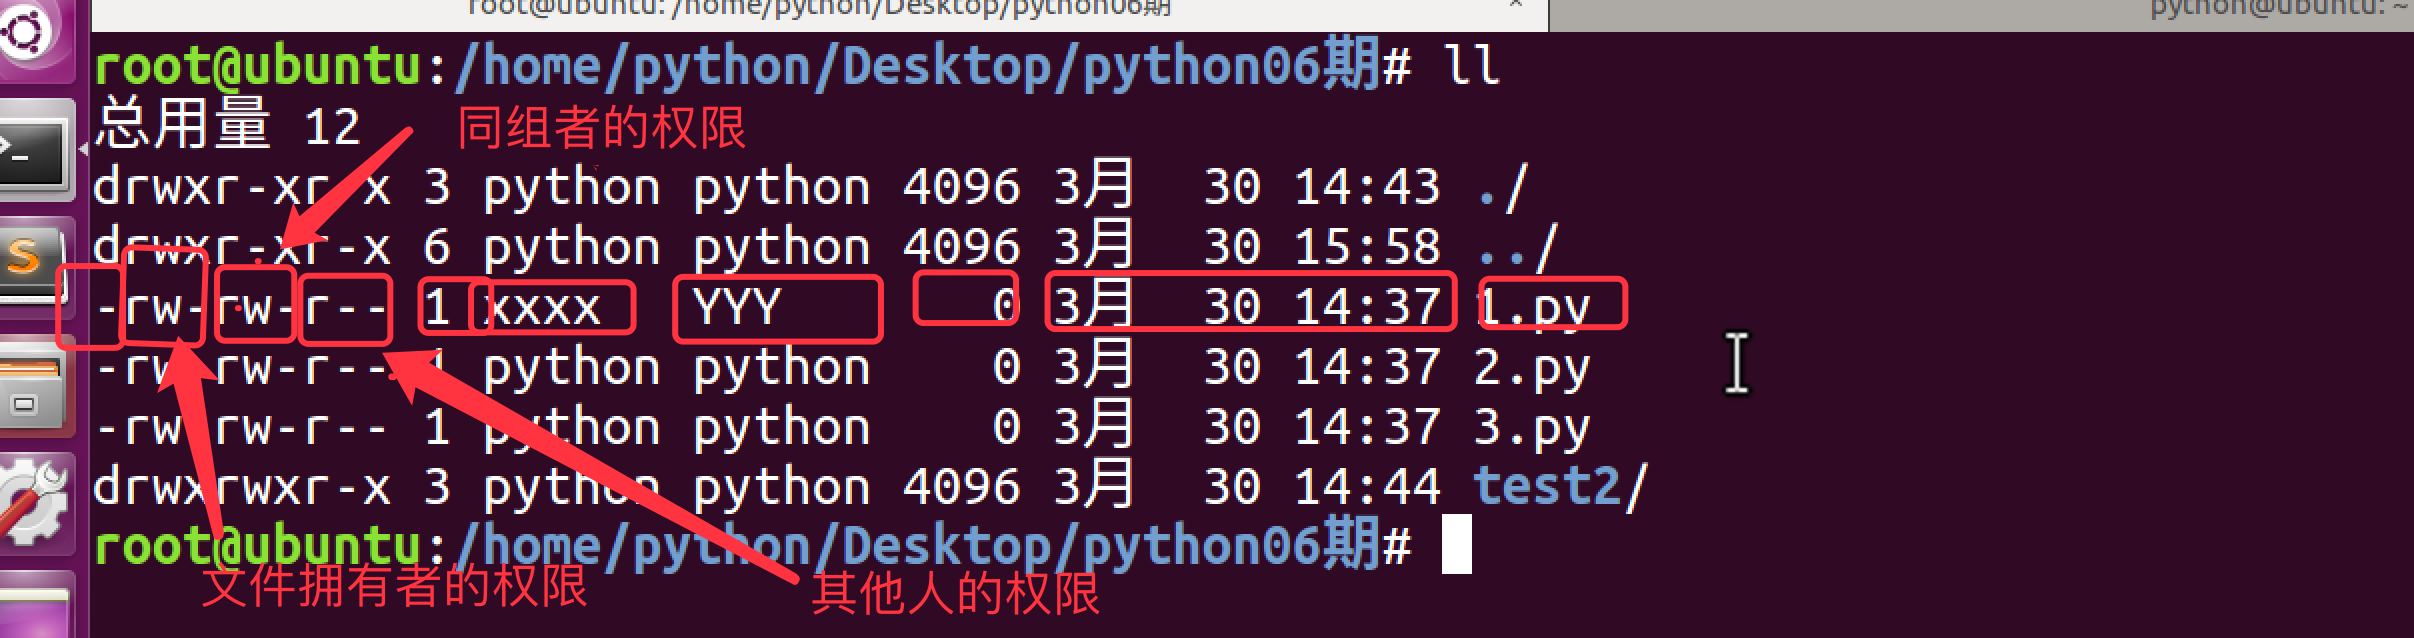 root@ubuntu: /home/python/Desktop/python06期 × python@ubuntu: ~
root@ubuntu:/home/python/Desktop/python06期# ll
总用量 12
同组者的权限
drwxr-xr-x 3 python python 4096 3月 30 14:43 ./
drwxr-xr-x 6 python python 4096 3月 30 15:58 ../
-rw-rw-r-- 1 xxxx YYY 0 3月 30 14:37 1.py
-rw-rw-r-- 1 python python 0 3月 30 14:37 2.py
-rw-rw-r-- 1 python python 0 3月 30 14:37 3.py
drwxrwxr-x 3 python python 4096 3月 30 14:44 test2/
root@ubuntu:/home/python/Desktop/python06期#
文件拥有者的权限
其他人的权限